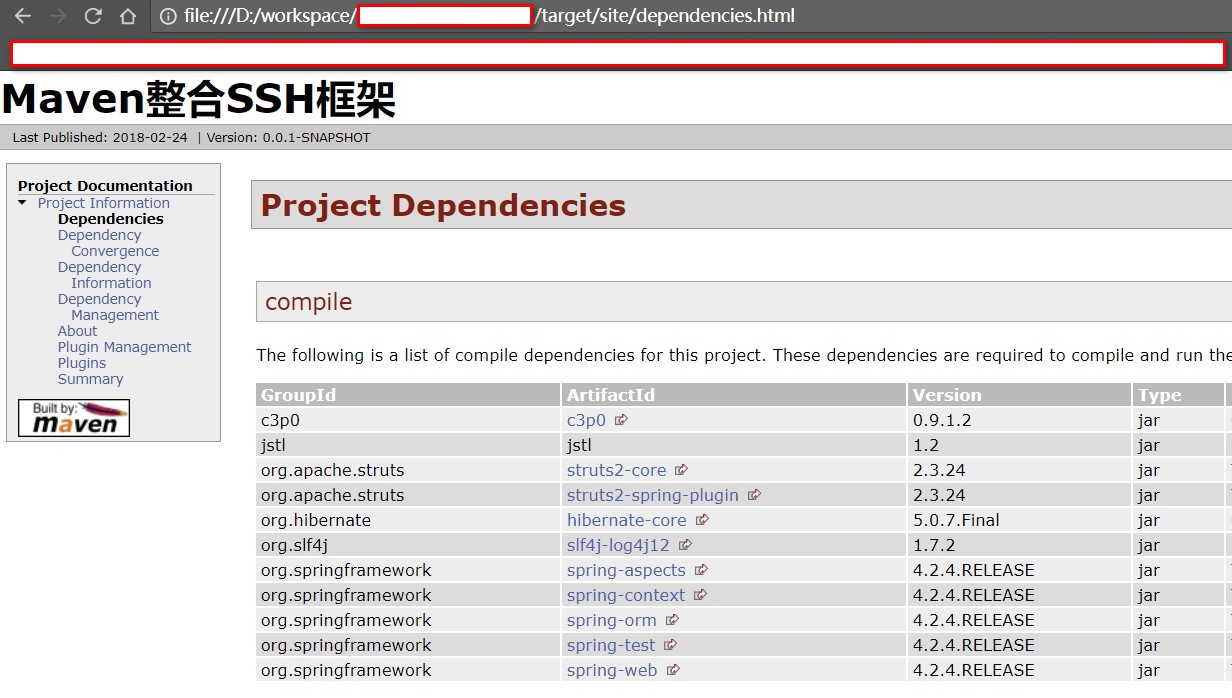 file:///D:/workspace/ /target/site/dependencies.html
Maven整合SSH框架
Last Published: 2018-02-24 | Version: 0.0.1-SNAPSHOT
Project Documentation
Project Information
Dependencies
Dependency
Convergence
Dependency
Information
Dependency
Management
About
Plugin Management
Plugins
Summary
Built by:
maven
Project Dependencies
compile
The following is a list of compile dependencies for this project. These dependencies are required to compile and run the
GroupId ArtifactId Version Type
c3p0 c3p0 0.9.1.2 jar
jstl jstl 1.2 jar
org.apache.struts struts2-core 2.3.24 jar
org.apache.struts struts2-spring-plugin 2.3.24 jar
org.hibernate hibernate-core 5.0.7.Final jar
org.slf4j slf4j-log4j12 1.7.2 jar
org.springframework spring-aspects 4.2.4.RELEASE jar
org.springframework spring-context 4.2.4.RELEASE jar
org.springframework spring-orm 4.2.4.RELEASE jar
org.springframework spring-test 4.2.4.RELEASE jar
org.springframework spring-web 4.2.4.RELEASE jar